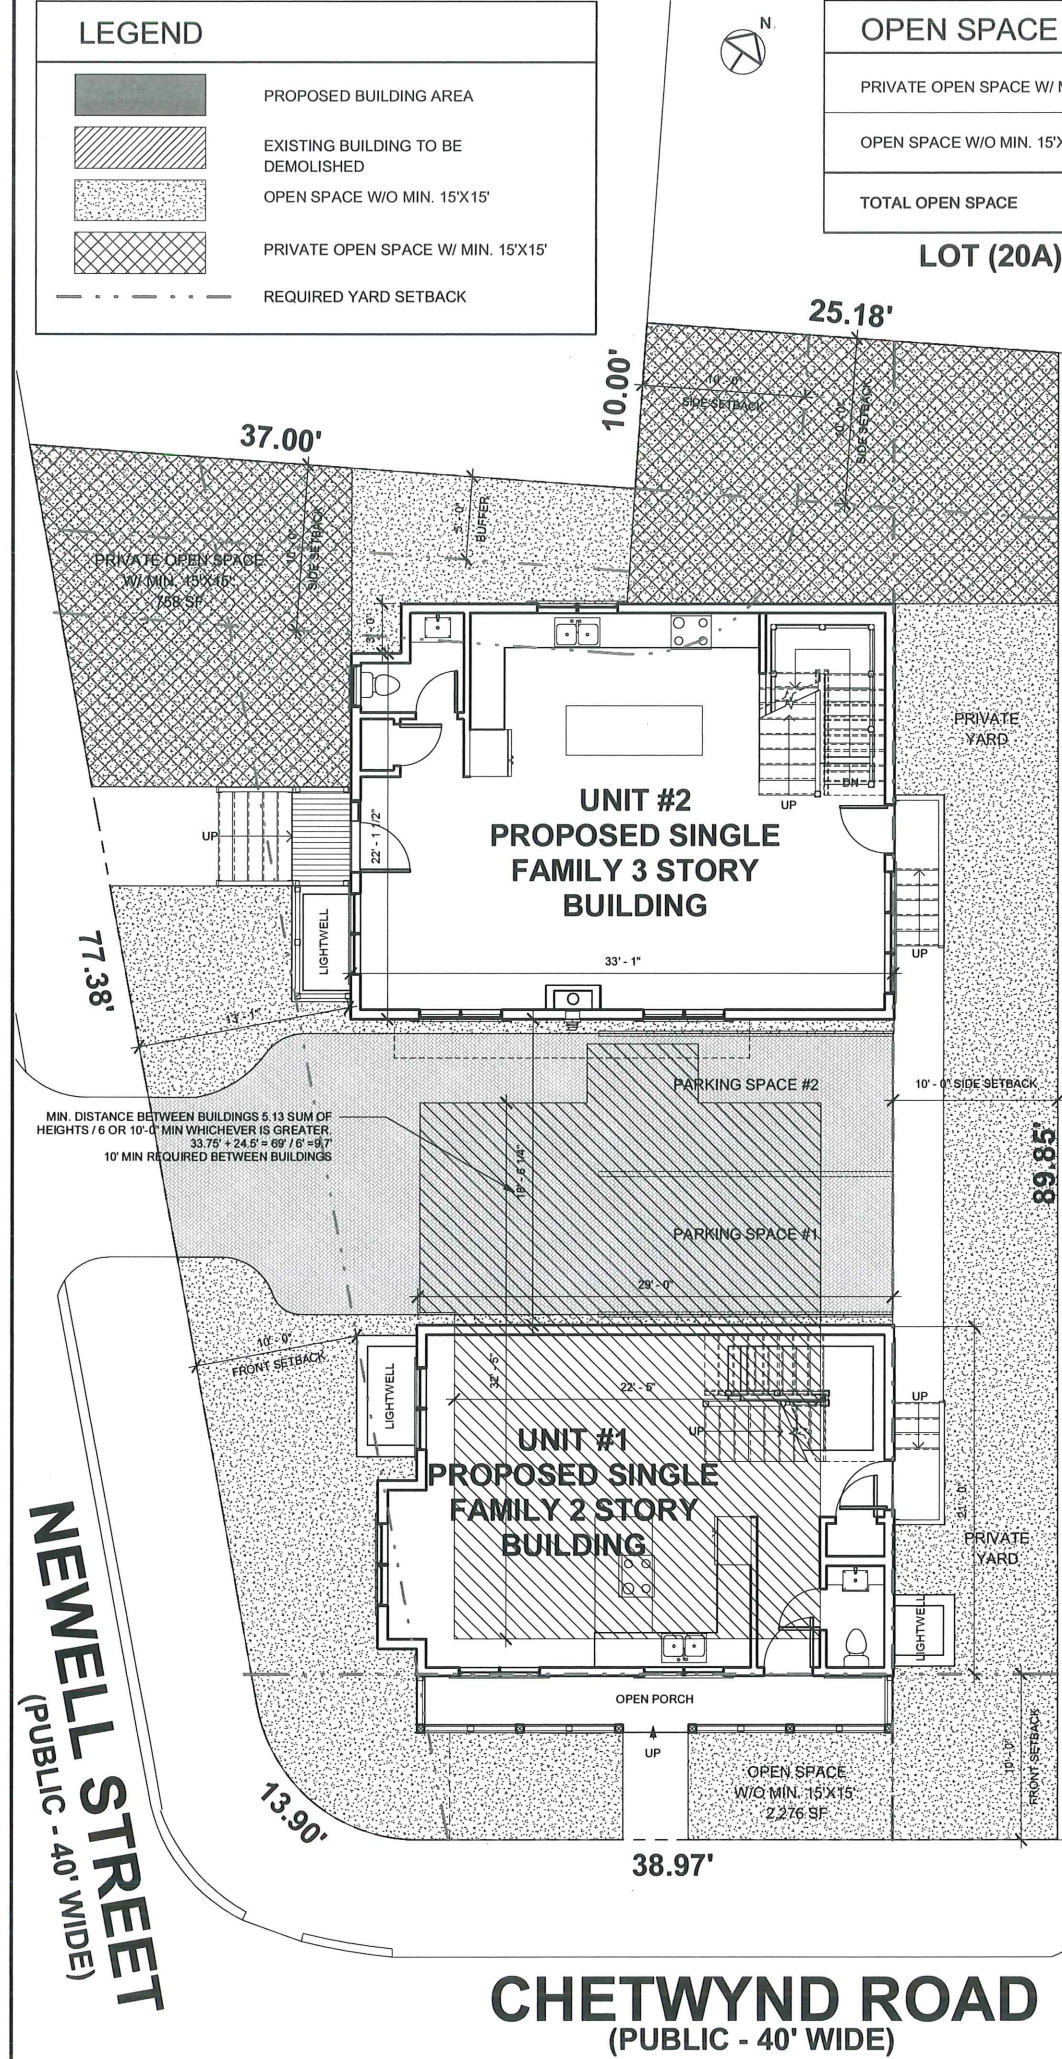 LEGEND
PROPOSED BUILDING AREA
EXISTING BUILDING TO BE
DEMOLISHED
OPEN SPACE W/O MIN. 15'X15'
PRIVATE OPEN SPACE W/ MIN. 15'X15'
REQUIRED YARD SETBACK
N
OPEN SPACE
PRIVATE OPEN SPACE W/
OPEN SPACE W/O MIN. 15'X
TOTAL OPEN SPACE
LOT (20A)
25.18'
10.00'
10'-0"
SIDE SETBACK
10'-0"
SIDE SETBACK
37.00'
10'-0"
SIDE SETBACK
5'-0"
BUFFER
PRIVATE OPEN SPACE
W/ MIN. 15'X15'
758 SF
3'-0"
PRIVATE
YARD
UP
DN
UNIT #2
PROPOSED SINGLE
FAMILY 3 STORY
BUILDING
22' - 1 1/2"
UP
LIGHTWELL
33' - 1"
UP
77.38'
13'-1"
PARKING SPACE #2
10' - 0" SIDE SETBACK
MIN. DISTANCE BETWEEN BUILDINGS 5.13 SUM OF
HEIGHTS / 6 OR 10'-0" MIN WHICHEVER IS GREATER.
33.75' + 24.5' = 69' / 6' =9.7'
10' MIN REQUIRED BETWEEN BUILDINGS
18' - 6 1/4"
89.85'
PARKING SPACE #1
29' - 0"
10'-0"
FRONT SETBACK
LIGHTWELL
32' - 5"
22' - 5"
UP
UP
UNIT #1
PROPOSED SINGLE
FAMILY 2 STORY
BUILDING
21'-0"
PRIVATE
YARD
LIGHTWELL
OPEN PORCH
UP
OPEN SPACE
W/O MIN. 15'X15'
2,276 SF
10'-0"
FRONT SETBACK
13.90'
38.97'
NEWELL STREET
(PUBLIC - 40' WIDE)
CHETWYND ROAD
(PUBLIC - 40' WIDE)